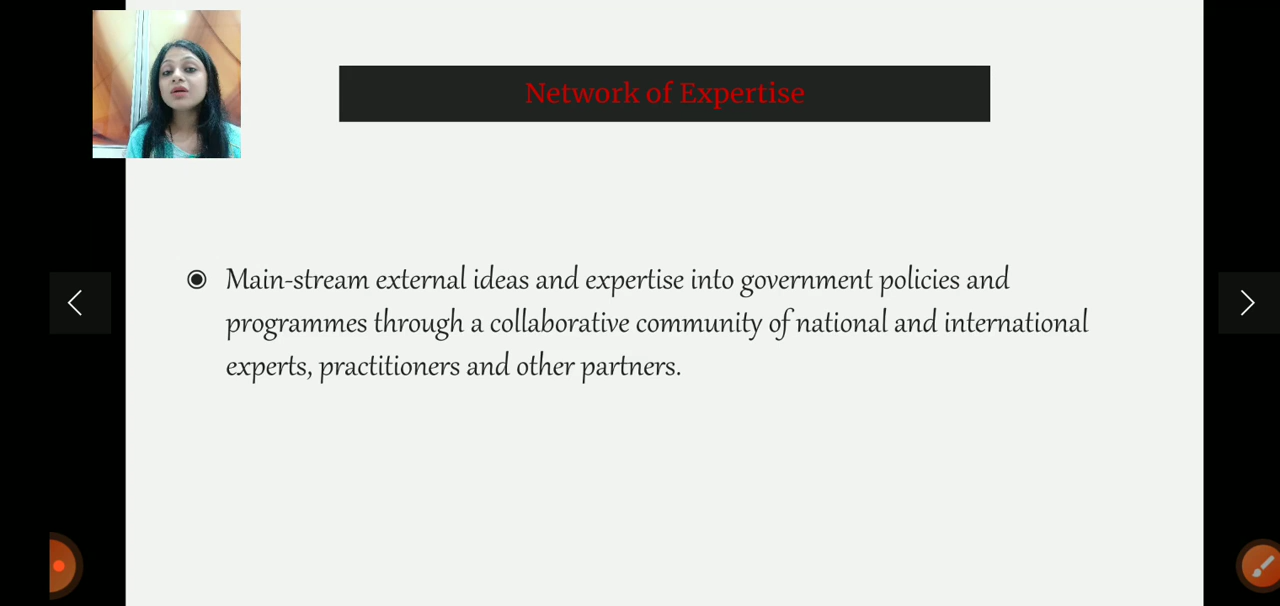 Network of Expertise
Main-stream external ideas and expertise into government policies and
programmes through a collaborative community of national and international
experts, practitioners and other partners.